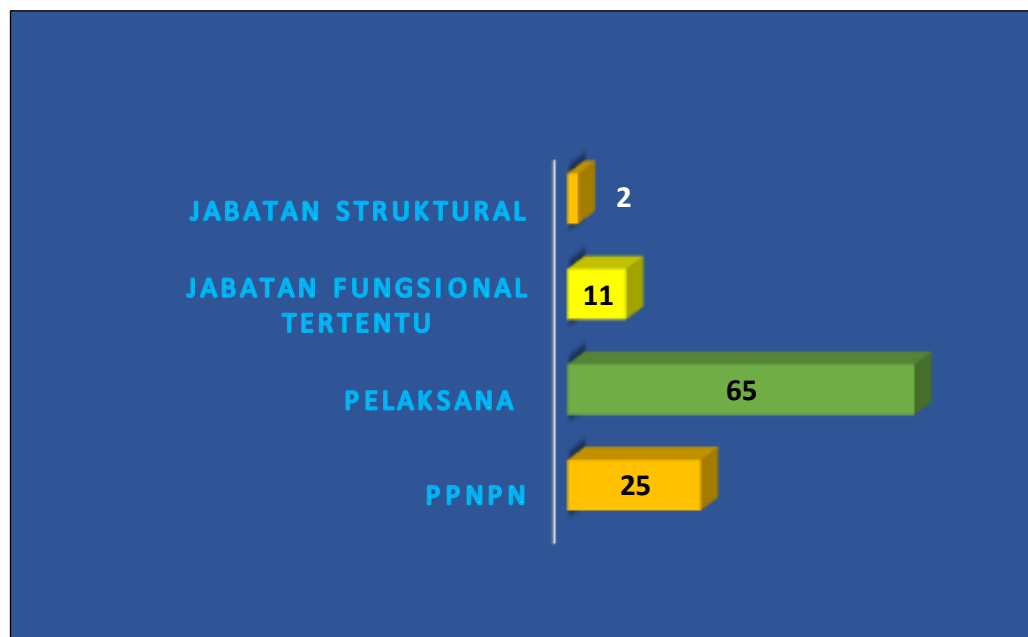 JABATAN STRUKTURAL
2
JABATAN FUNGSIONAL
TERTENTU
11
PELAKSANA
65
PPNPN
25